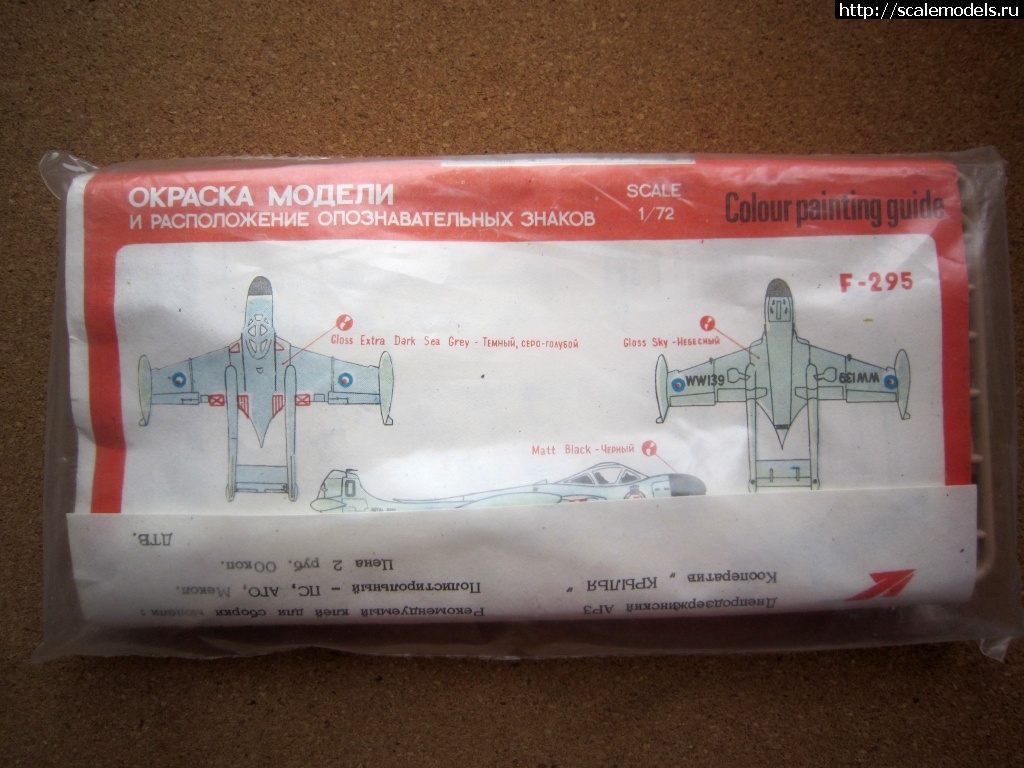 http://scalemodels.ru
ОКРАСКА МОДЕЛИ
И РАСПОЛОЖЕНИЕ ОПОЗНАВАТЕЛЬНЫХ ЗНАКОВ
SCALE
1/72
Colour painting guide
F-295
Gloss Extra Dark Sea Grey - ТЕМНЫЙ, СЕРО-ГОЛУБОЙ
Gloss Sky - НЕБЕСНЫЙ
WW139
WW139
Matt Black - ЧЕРНЫЙ
Днепродзержинский АРЗ
Кооператив „ КРЫЛЬЯ ”
Рекомендуемый клей для сборки модели :
Полистирольный - ПС, АГО, Мекол.
Цена 2 руб. 00 коп.
ДТВ.